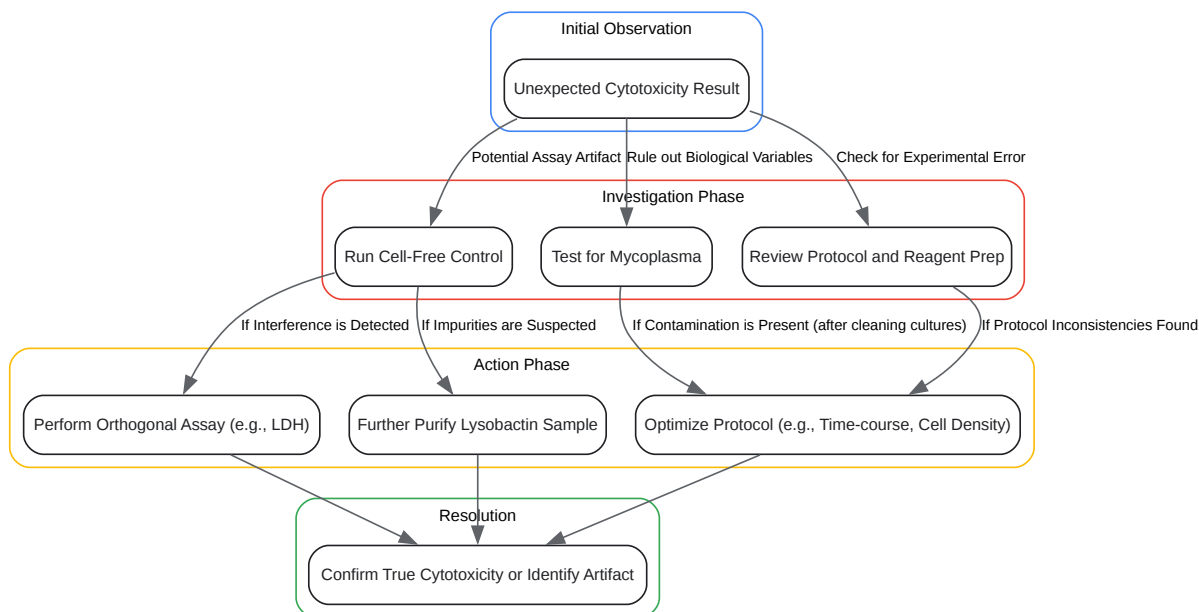 Initial Observation
Unexpected Cytotoxicity Result
Potential Assay Artifact
Rule out Biological Variables
Check for Experimental Error
Investigation Phase
Run Cell-Free Control
Test for Mycoplasma
Review Protocol and Reagent Prep
If Interference is Detected
If Impurities are Suspected
If Contamination is Present (after cleaning cultures)
If Protocol Inconsistencies Found
Action Phase
Perform Orthogonal Assay (e.g., LDH)
Further Purify Lysobactin Sample
Optimize Protocol (e.g., Time-course, Cell Density)
Resolution
Confirm True Cytotoxicity or Identify Artifact